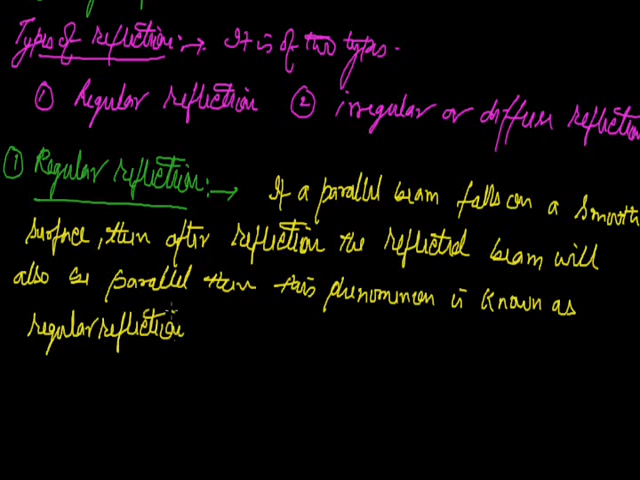 Types of reflection:→ It is of two types.
① Regular reflection ② irregular or diffuse reflection
① Regular reflection:→ If a parallel beam falls on a smooth
surface, then after reflection the reflected beam will
also be parallel then this phenomenon is known as
regular reflection